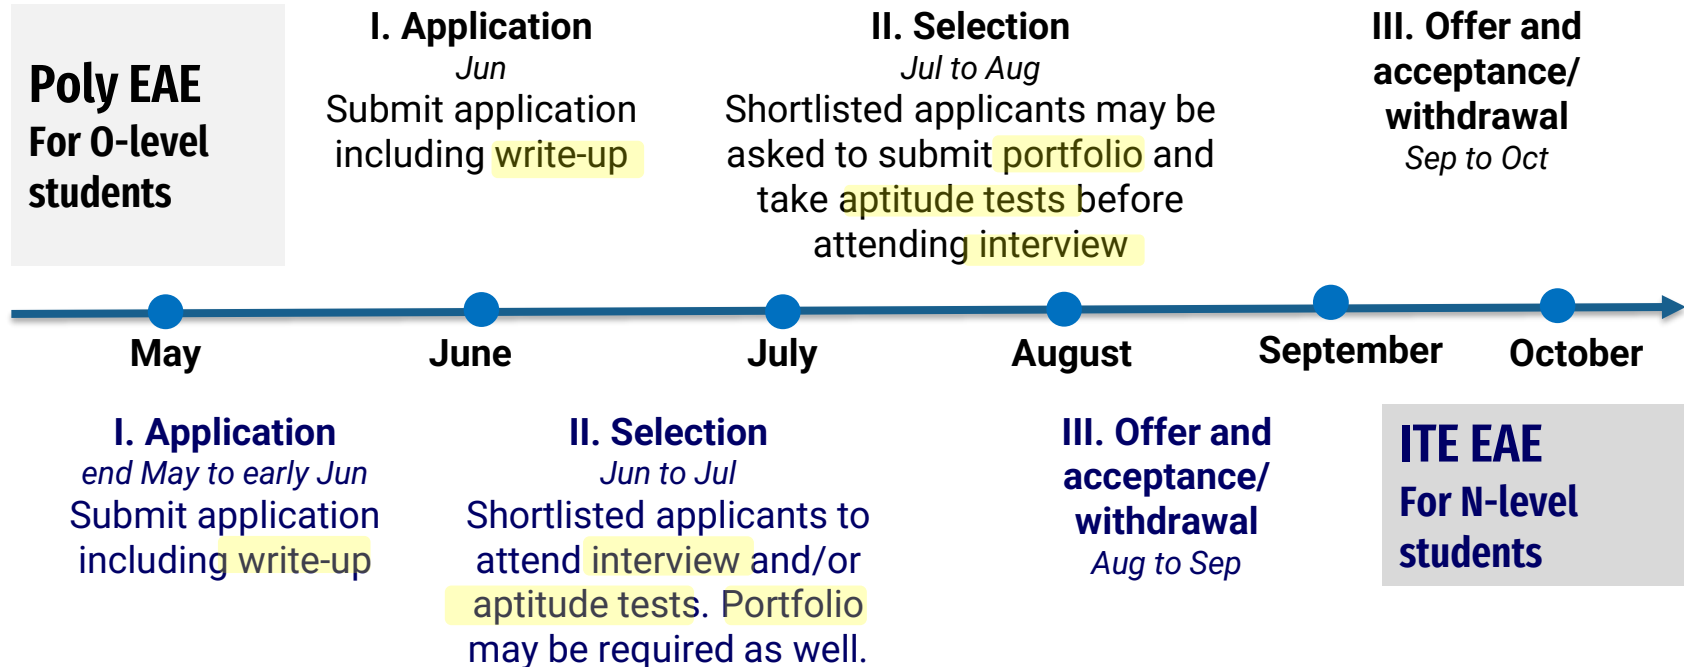 Poly EAE
For O-level
students
I. Application
Jun
Submit application
including write-up
II. Selection
Jul to Aug
Shortlisted applicants may be
asked to submit portfolio and
take aptitude tests before
attending interview
III. Offer and
acceptance/
withdrawal
Sep to Oct
May
June
July
August
September
October
I. Application
end May to early Jun
Submit application
including write-up
II. Selection
Jun to Jul
Shortlisted applicants to
attend interview and/or
aptitude tests. Portfolio
may be required as well.
III. Offer and
acceptance/
withdrawal
Aug to Sep
ITE EAE
For N-level
students